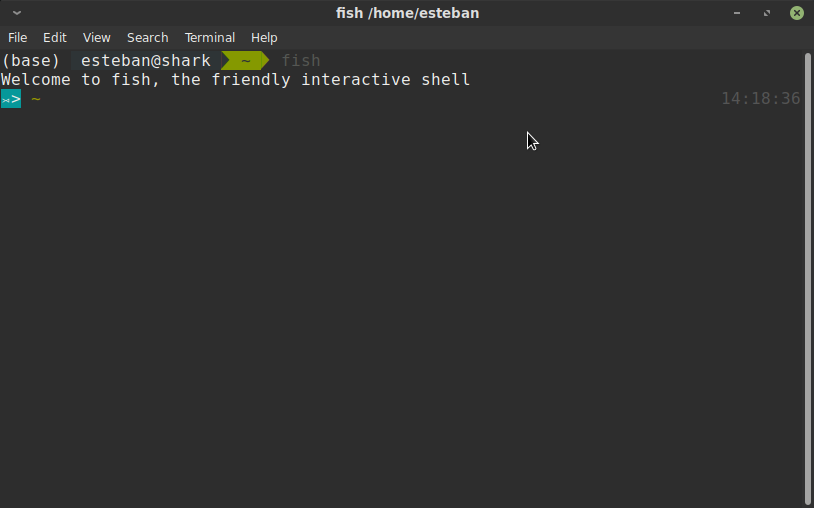 fish /home/esteban
File Edit View Search Terminal Help
(base) esteban@shark ~ fish
Welcome to fish, the friendly interactive shell
⋊> ~ 14:18:36